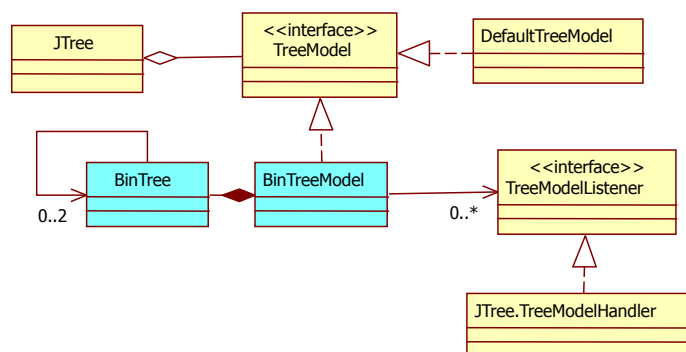 JTree
<<interface>>
TreeModel
DefaultTreeModel
BinTree
0..2
BinTreeModel
0..*
<<interface>>
TreeModelListener
JTree.TreeModelHandler